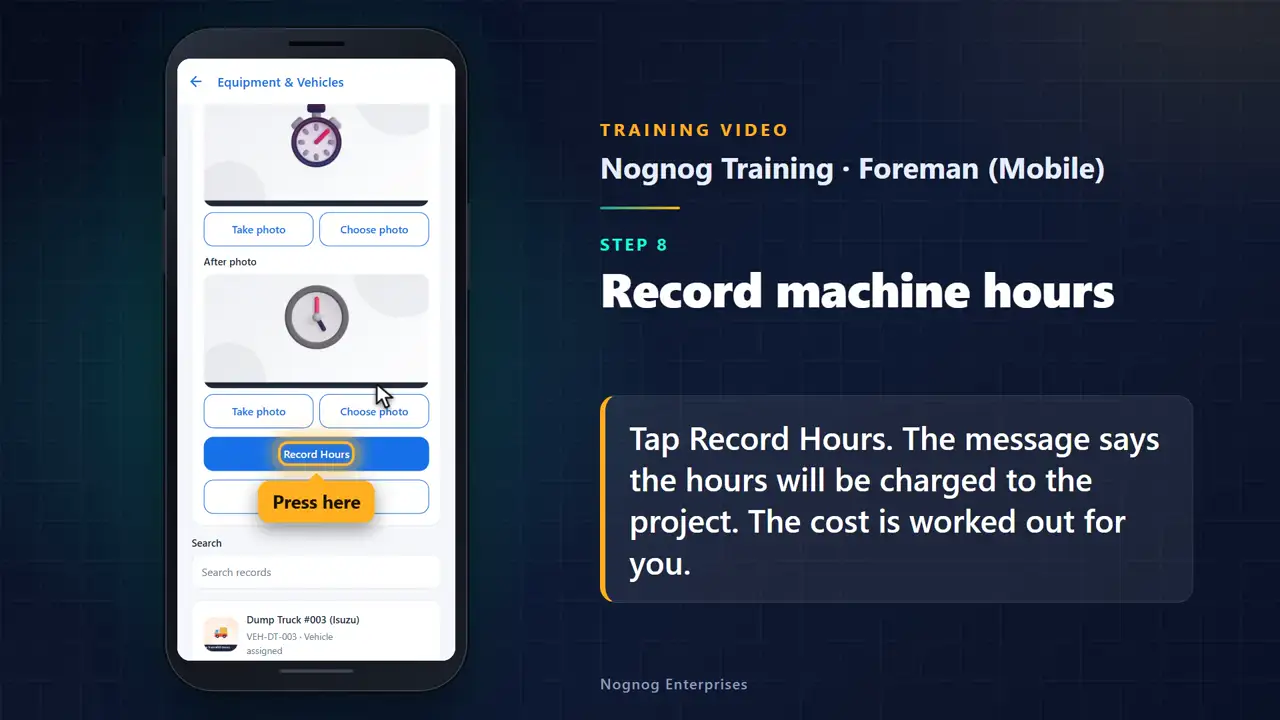 Equipment & Vehicles
Take photo
Choose photo
After photo
Take photo
Choose photo
Record Hours
Press here
Search
Search records
Dump Truck #003 (Isuzu)
VEH-DT-003 · Vehicle
assigned
TRAINING VIDEO
Nognog Training · Foreman (Mobile)
STEP 8
Record machine hours
Tap Record Hours. The message says
the hours will be charged to the
project. The cost is worked out for
you.
Nognog Enterprises